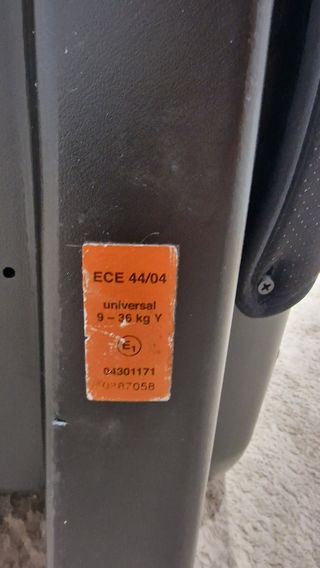 ECE 44/04
universal
9 – 36 kg Y
E1
04301171